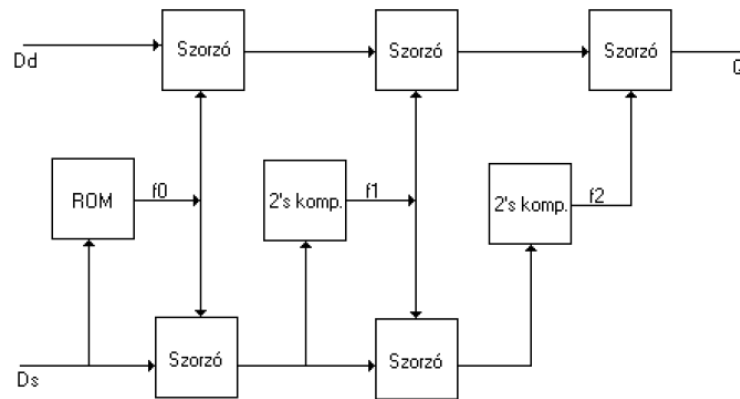 Szorzó
Szorzó
Szorzó
Dd
Q
ROM
f0
2's komp.
f1
2's komp.
f2
Szorzó
Szorzó
Ds